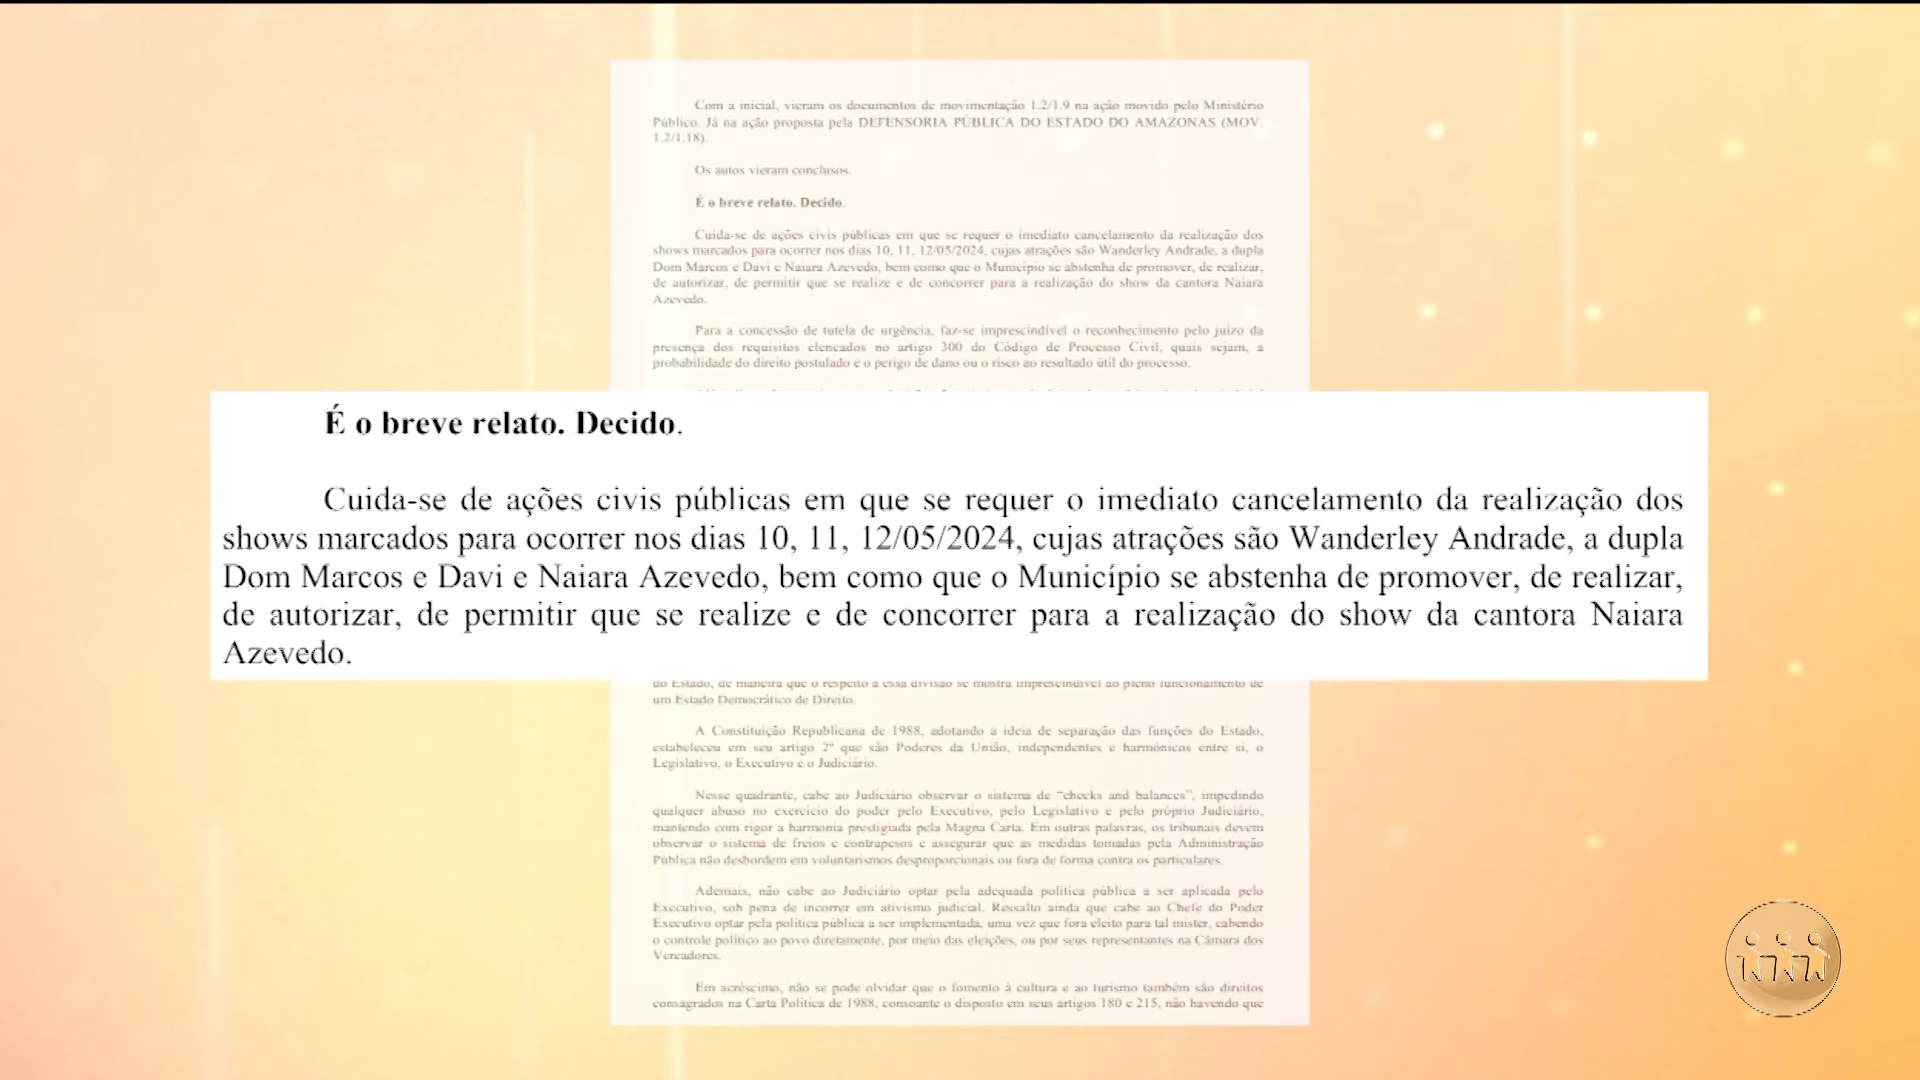 Com a inicial, vieram os documentos de movimentação 1.2/1.9 na ação movido pelo Ministério
Público. Já na ação proposta pela DEFENSORIA PÚBLICA DO ESTADO DO AMAZONAS (MOV.
1.2/1.18).
Os autos vieram conclusos.
É o breve relato. Decido.
Cuida-se de ações civis públicas em que se requer o imediato cancelamento da realização dos
shows marcados para ocorrer nos dias 10, 11, 12/05/2024, cujas atrações são Wanderley Andrade, a dupla
Dom Marcos e Davi e Naiara Azevedo, bem como que o Município se abstenha de promover, de realizar,
de autorizar, de permitir que se realize e de concorrer para a realização do show da cantora Naiara
Azevedo.
Para a concessão de tutela de urgência, faz-se imprescindível o reconhecimento pelo juízo da
presença dos requisitos elencados no artigo 300 do Código de Processo Civil, quais sejam, a
probabilidade do direito postulado e o perigo de dano ou o risco ao resultado útil do processo.
É o breve relato. Decido.
Cuida-se de ações civis públicas em que se requer o imediato cancelamento da realização dos
shows marcados para ocorrer nos dias 10, 11, 12/05/2024, cujas atrações são Wanderley Andrade, a dupla
Dom Marcos e Davi e Naiara Azevedo, bem como que o Município se abstenha de promover, de realizar,
de autorizar, de permitir que se realize e de concorrer para a realização do show da cantora Naiara
Azevedo.
do Estado, de maneira que o respeito a essa divisão se mostra imprescindível ao pleno funcionamento de
um Estado Democrático de Direito.
A Constituição Republicana de 1988, adotando a ideia de separação das funções do Estado,
estabeleceu em seu artigo 2º que são Poderes da União, independentes e harmônicos entre si, o
Legislativo, o Executivo e o Judiciário.
Nesse quadrante, cabe ao Judiciário observar o sistema de “checks and balances”, impedindo
qualquer abuso no exercício do poder pelo Executivo, pelo Legislativo e pelo próprio Judiciário,
mantendo com rigor a harmonia prestigiada pela Magna Carta. Em outras palavras, os tribunais devem
observar o sistema de freios e contrapesos e assegurar que as medidas tomadas pela Administração
Pública não desbordem em voluntarismos desproporcionais ou fora de forma contra os particulares.
Ademais, não cabe ao Judiciário optar pela adequada política pública a ser aplicada pelo
Executivo, sob pena de incorrer em ativismo judicial. Ressalto ainda que cabe ao Chefe do Poder
Executivo optar pela política pública a ser implementada, uma vez que fora eleito para tal mister, cabendo
o controle político ao povo diretamente, por meio das eleições, ou por seus representantes na Câmara dos
Vereadores.
Em acréscimo, não se pode olvidar que o fomento à cultura e ao turismo também são direitos
consagrados na Carta Política de 1988, consoante o disposto em seus artigos 180 e 215, não havendo que